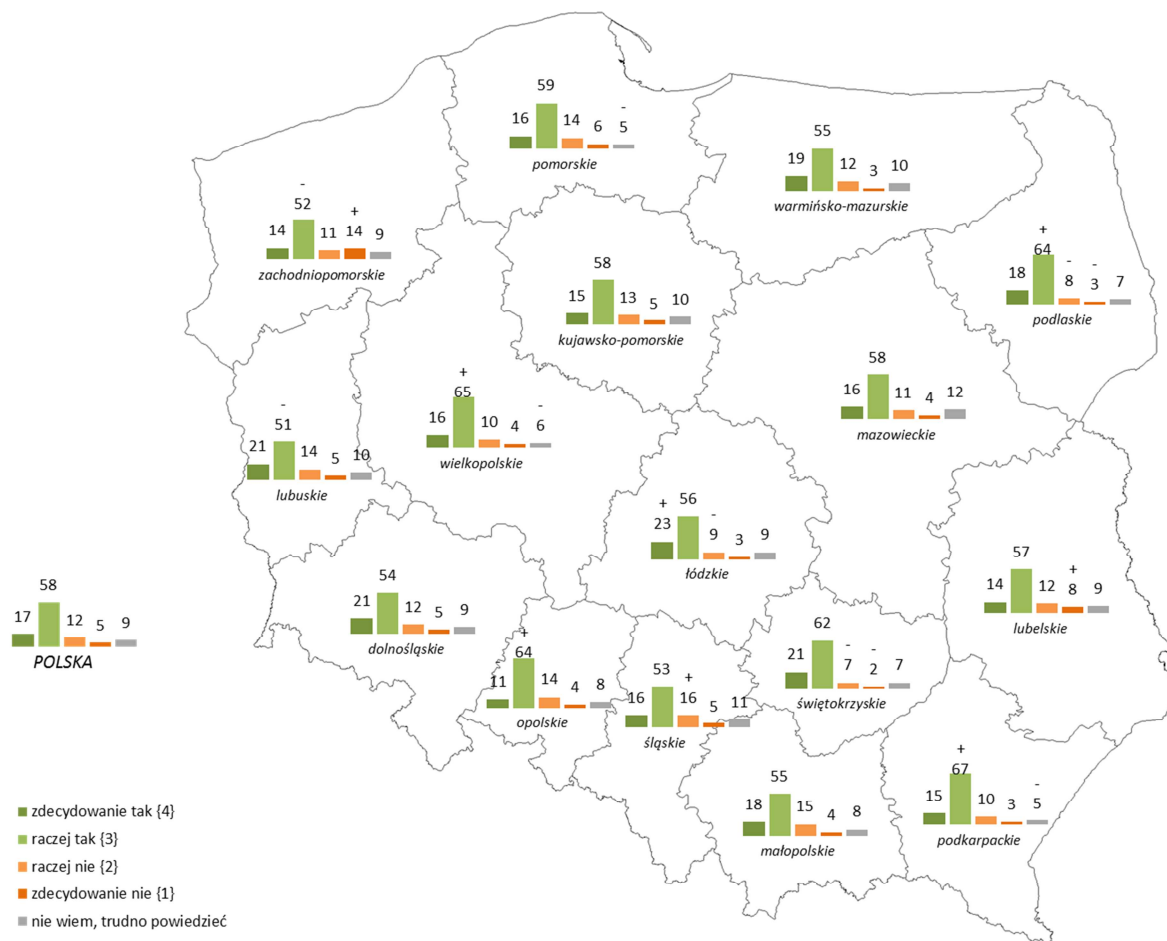 59
-
16 14 6 5
pomorskie
55
19 12 3 10
warmińsko-mazurskie
-
52 +
14 11 14 9
zachodniopomorskie
+
64 - -
18 8 3 7
podlaskie
58
15 13 5 10
kujawsko-pomorskie
58
16 11 4 12
mazowieckie
+
65 -
16 10 4 6
wielkopolskie
-
51
21 14 5 10
lubuskie
+ 56 -
23 9 3 9
łódzkie
57 +
14 12 8 9
lubelskie
54
21 12 5 9
dolnośląskie
58
17 12 5 9
POLSKA
+
64
11 14 4 8
opolskie
53 +
16 16 5 11
śląskie
62 - -
21 7 2 7
świętokrzyskie
+
67 -
15 10 3 5
podkarpackie
55
18 15 4 8
małopolskie
zdecydowanie tak {4}
raczej tak {3}
raczej nie {2}
zdecydowanie nie {1}
nie wiem, trudno powiedzieć